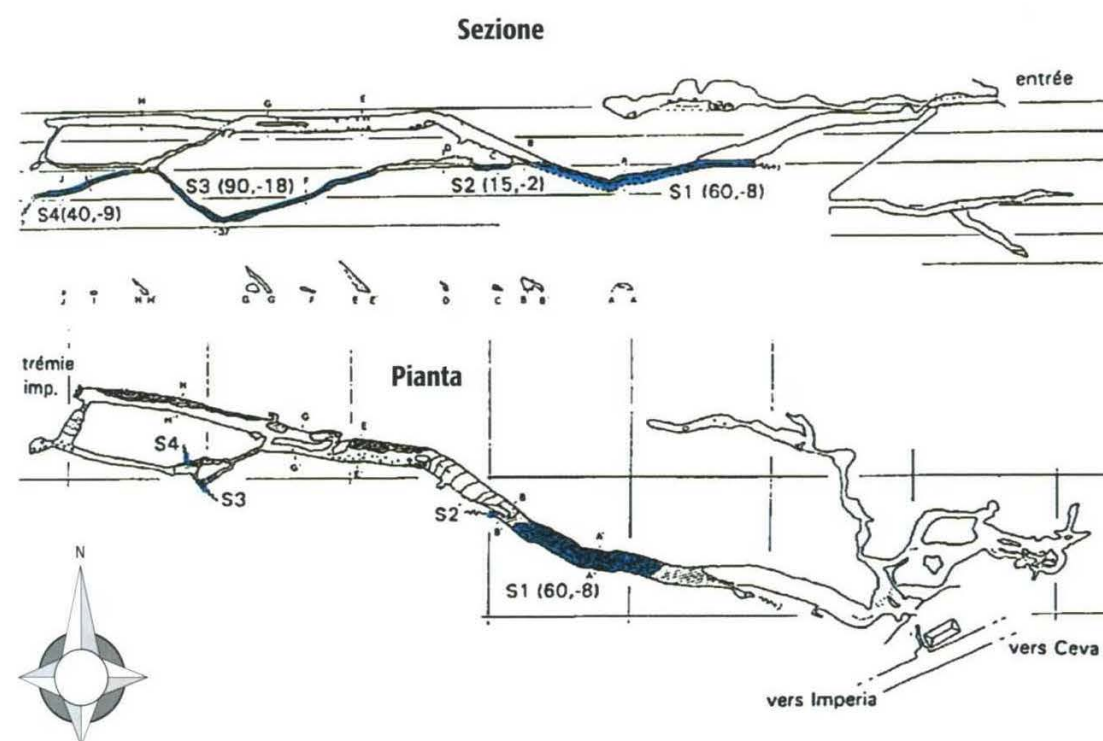 Sezione
entrée
H G E
D C B A
J I F
S3 (90,-18)
S2 (15,-2)
S1 (60,-8)
S4(40,-9)
-37
J I H H' G G' F E E' D C B B' A A'
trémie
imp.
Pianta
H
H'
G
G'
E
E'
S4
S3
S2
B
B'
A'
A
S1 (60,-8)
N
vers Ceva
vers Imperia